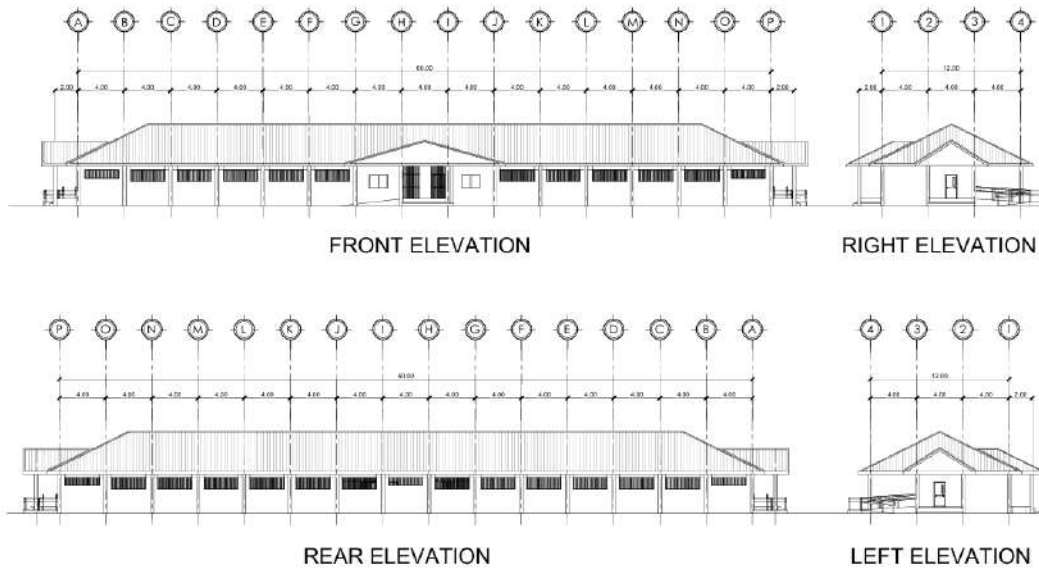 A B C D E F G H I J K L M N O P
1 2 3 4
60.00
12.00
2.00 4.00 4.00 4.00 4.00 4.00 4.00 4.00 4.00 4.00 4.00 4.00 4.00 4.00 4.00 4.00 2.00
2.00 4.00 4.00 4.00
FRONT ELEVATION
RIGHT ELEVATION
P O N M L K J I H G F E D C B A
4 3 2 1
60.00
12.00
4.00 4.00 4.00 4.00 4.00 4.00 4.00 4.00 4.00 4.00 4.00 4.00 4.00 4.00 4.00
4.00 4.00 4.00 2.00
REAR ELEVATION
LEFT ELEVATION